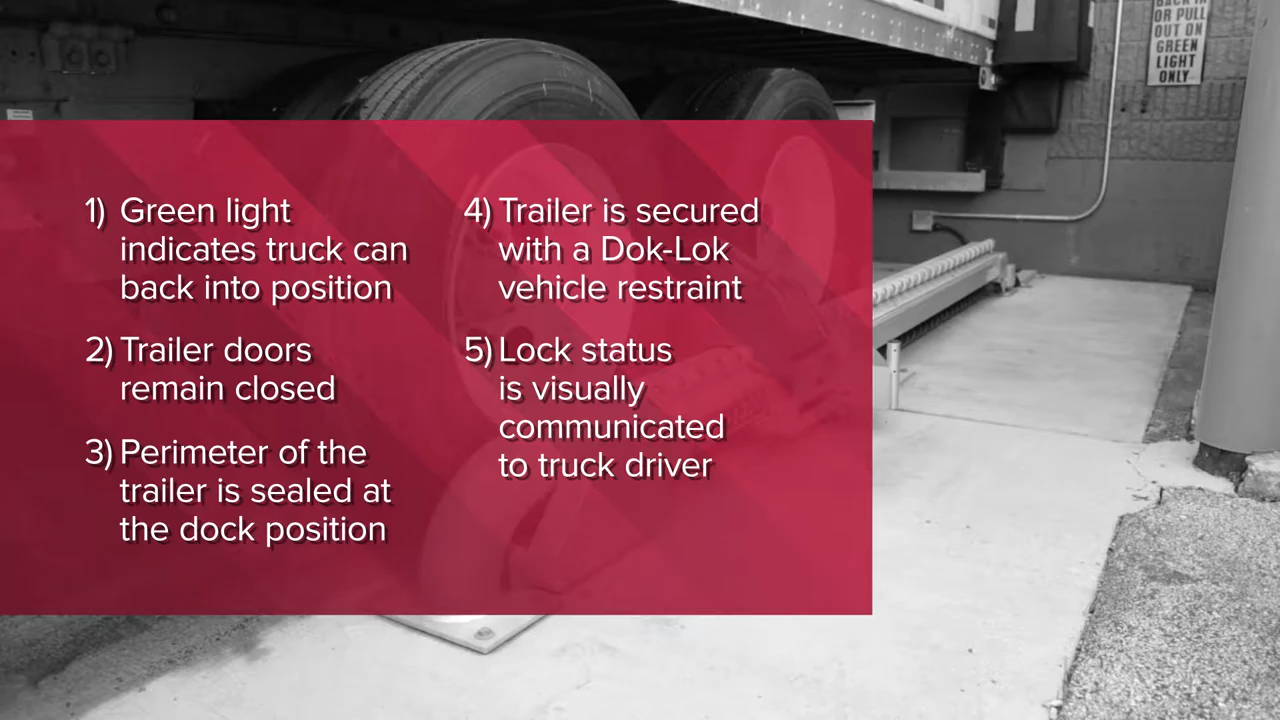 1) Green light
indicates truck can
back into position
2) Trailer doors
remain closed
3) Perimeter of the
trailer is sealed at
the dock position
4) Trailer is secured
with a Dok-Lok
vehicle restraint
5) Lock status
is visually
communicated
to truck driver
BACK IN
OR PULL
OUT ON
GREEN
LIGHT
ONLY